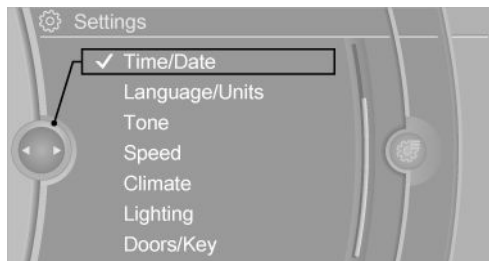 Settings
Time/Date
Language/Units
Tone
Speed
Climate
Lighting
Doors/Key